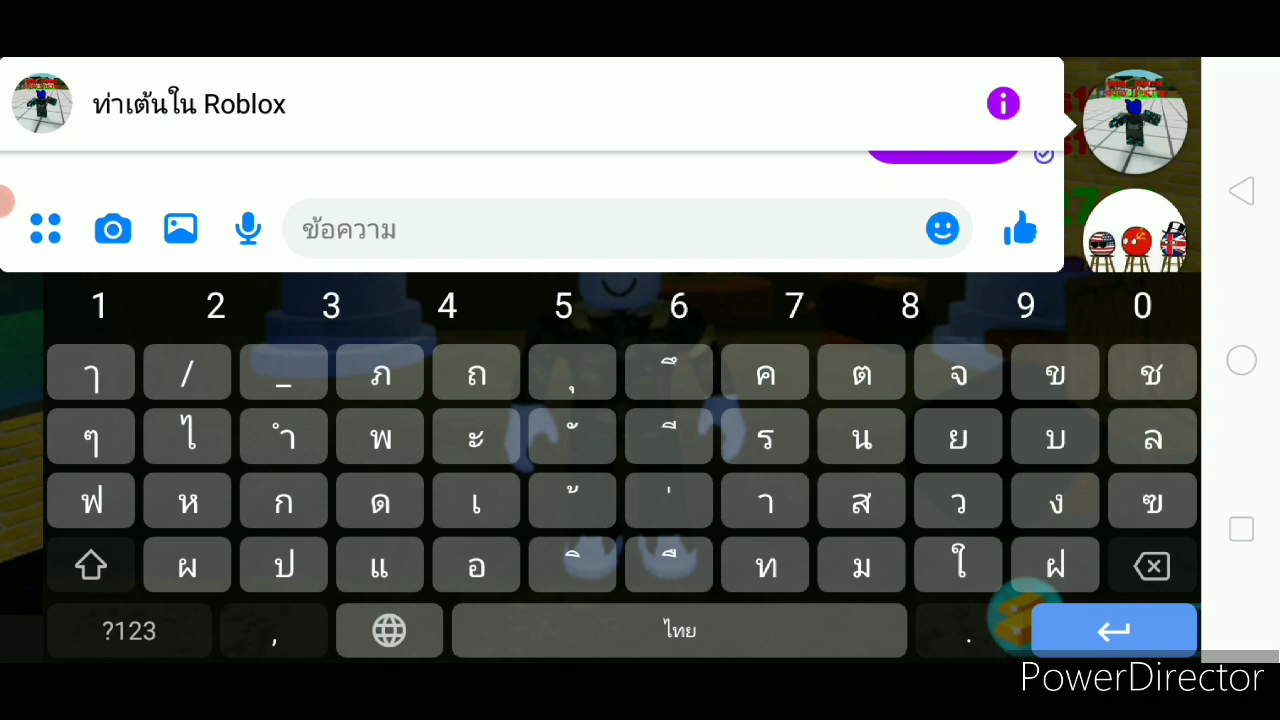 ท่าเต้นใน Roblox
ข้อความ
1 2 3 4 5 6 7 8 9 0
ๅ / _ ภ ถ ุ ึ ค ต จ ข ช
ๆ ไ ำ พ ะ ั ี ร น ย บ ล
ฟ ห ก ด เ ้ ่ า ส ว ง ฃ
ผ ป แ อ ิ ื ท ม ใ ฝ
?123 , ไทย .
PowerDirector